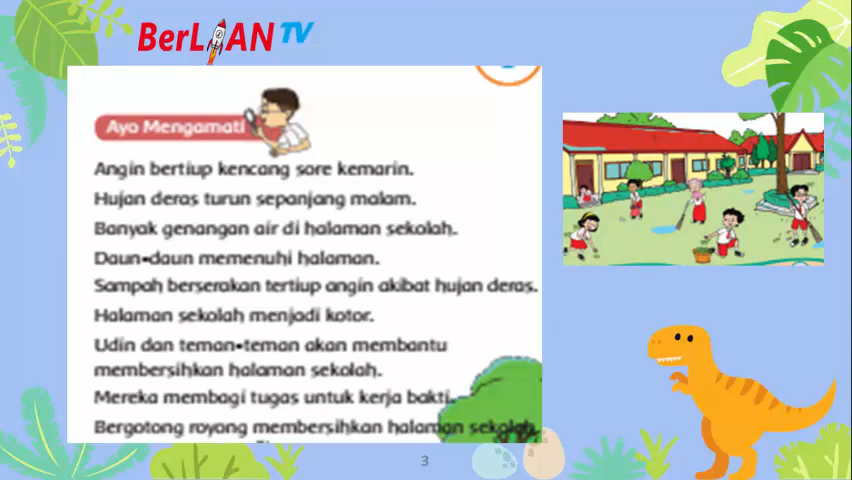 BerLIAN TV
Ayo Mengamati
Angin bertiup kencang sore kemarin.
Hujan deras turun sepanjang malam.
Banyak genangan air di halaman sekolah.
Daun-daun memenuhi halaman.
Sampah berserakan tertiup angin akibat hujan deras.
Halaman sekolah menjadi kotor.
Udin dan teman-teman akan membantu
membersihkan halaman sekolah.
Mereka membagi tugas untuk kerja bakti.
Bergotong royong membersihkan halaman sekolah.
3